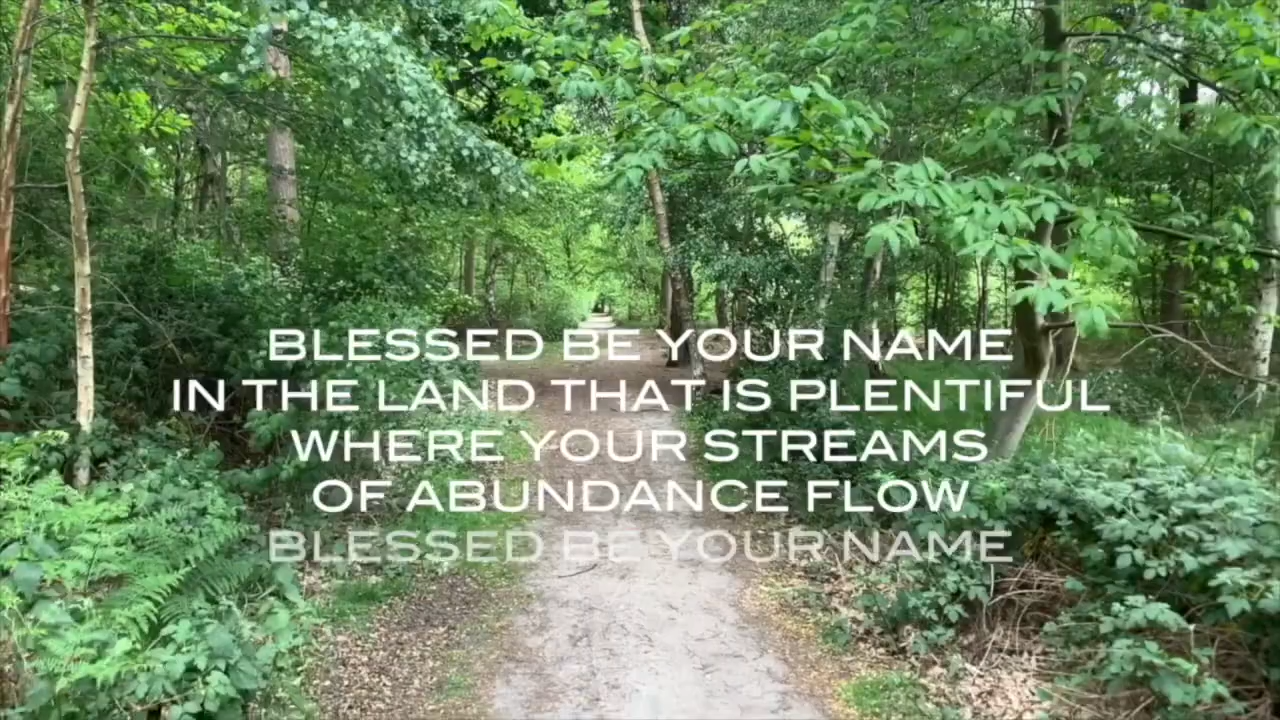 BLESSED BE YOUR NAME
IN THE LAND THAT IS PLENTIFUL
WHERE YOUR STREAMS
OF ABUNDANCE FLOW
BLESSED BE YOUR NAME